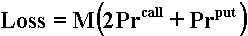 Loss = M(2Pr^call + Pr^put)